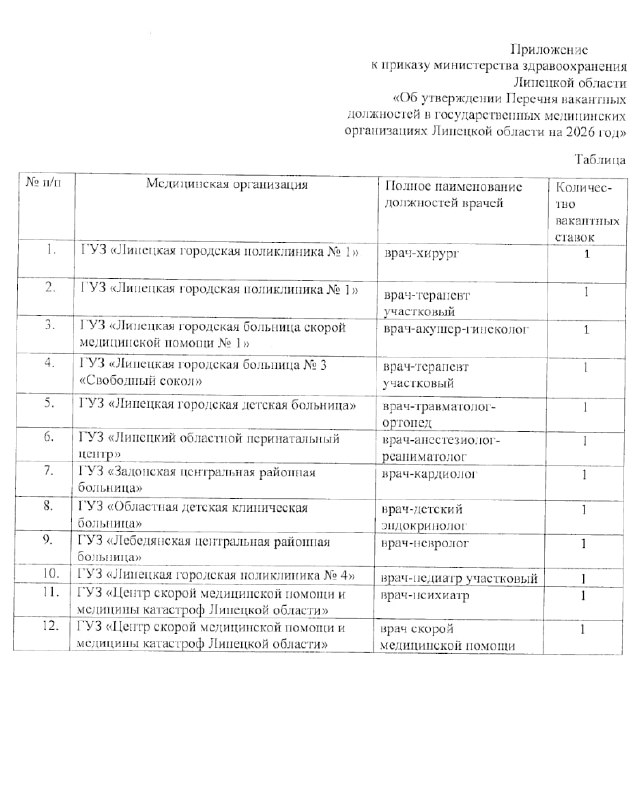 Приложение
к приказу министерства здравоохранения
Липецкой области
«Об утверждении Перечня вакантных
должностей в государственных медицинских
организациях Липецкой области на 2026 год»
Таблица
№ п/п Медицинская организация Полное наименование должностей врачей Количес-тво вакантных ставок
1. ГУЗ «Липецкая городская поликлиника № 1» врач-хирург 1
2. ГУЗ «Липецкая городская поликлиника № 1» врач-терапевт участковый 1
3. ГУЗ «Липецкая городская больница скорой медицинской помощи № 1» врач-акушер-гинеколог 1
4. ГУЗ «Липецкая городская больница № 3 «Свободный сокол» врач-терапевт участковый 1
5. ГУЗ «Липецкая городская детская больница» врач-травматолог-ортопед 1
6. ГУЗ «Липецкий областной перинатальный центр» врач-анестезиолог-реаниматолог 1
7. ГУЗ «Задонская центральная районная больница» врач-кардиолог 1
8. ГУЗ «Областная детская клиническая больница» врач-детский эндокринолог 1
9. ГУЗ «Лебедянская центральная районная больница» врач-невролог 1
10. ГУЗ «Липецкая городская поликлиника № 4» врач-педиатр участковый 1
11. ГУЗ «Центр скорой медицинской помощи и медицины катастроф Липецкой области» врач-психиатр 1
12. ГУЗ «Центр скорой медицинской помощи и медицины катастроф Липецкой области» врач скорой медицинской помощи 1